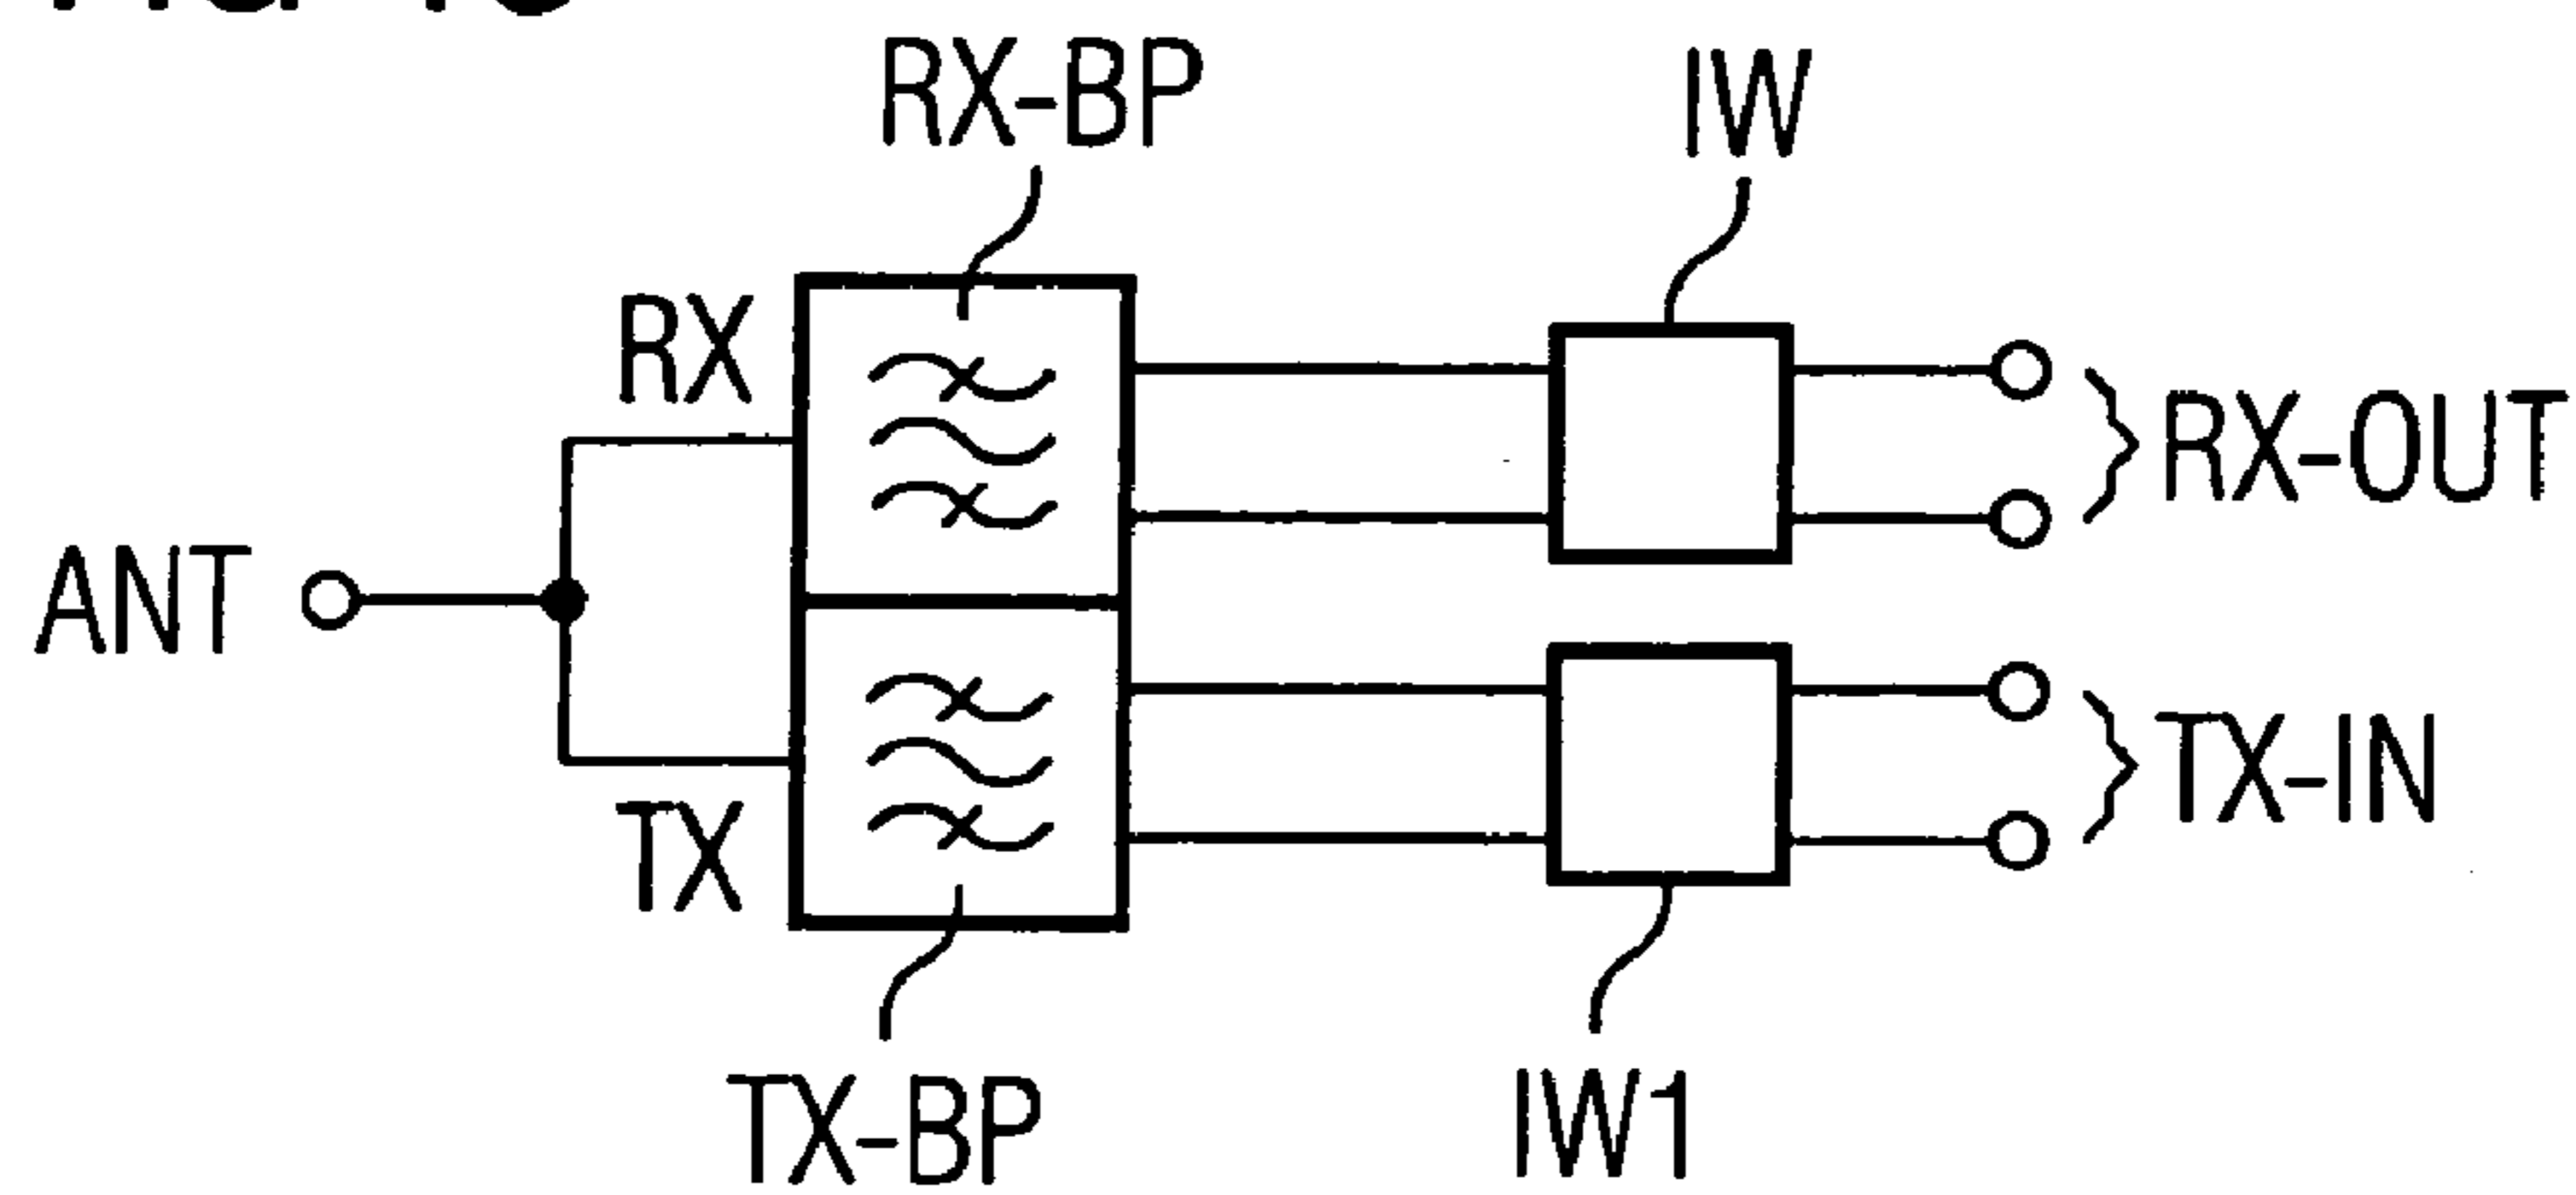 RX-BP
IW
RX
RX-OUT
ANT
TX-IN
TX
TX-BP
IW1